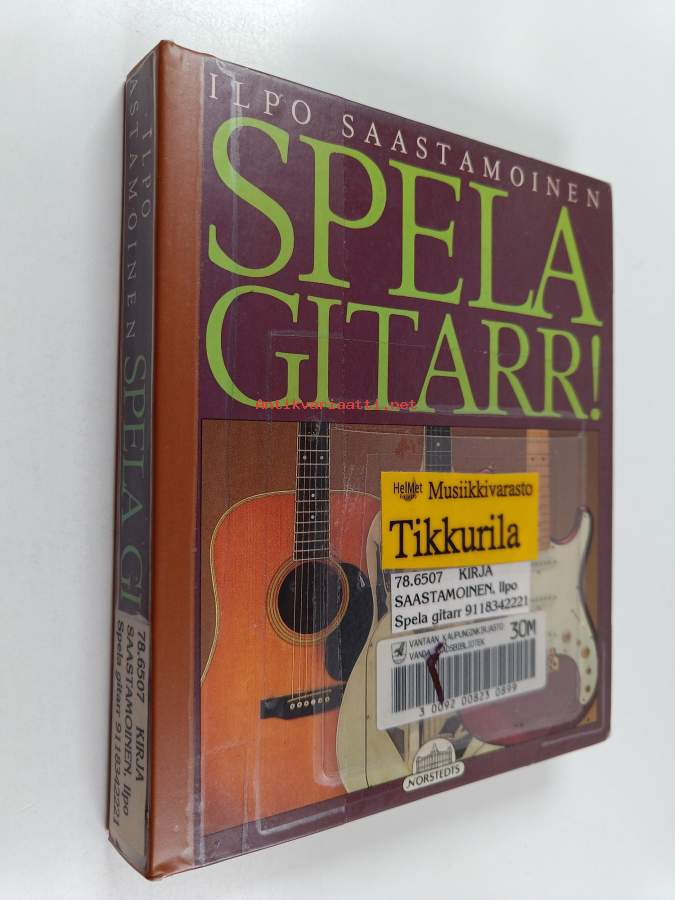 ILPO SAASTAMOINEN
SPELA
GITARR!
Antikvariaatti.net
HelMet Musiikkivarasto
Tikkurila
78.6507 KIRJA
SAASTAMOINEN, Ilpo
Spela gitarr 9118342221
VANTAAN KAUPUNGINKIRJASTO
VANDA
30M
3 0092 00823 0899
NORSTEDTS
ILPO
SPELA GI
78.6507 KIRJA
SAASTAMOINEN, Ilpo
Spela gitarr 9118342221